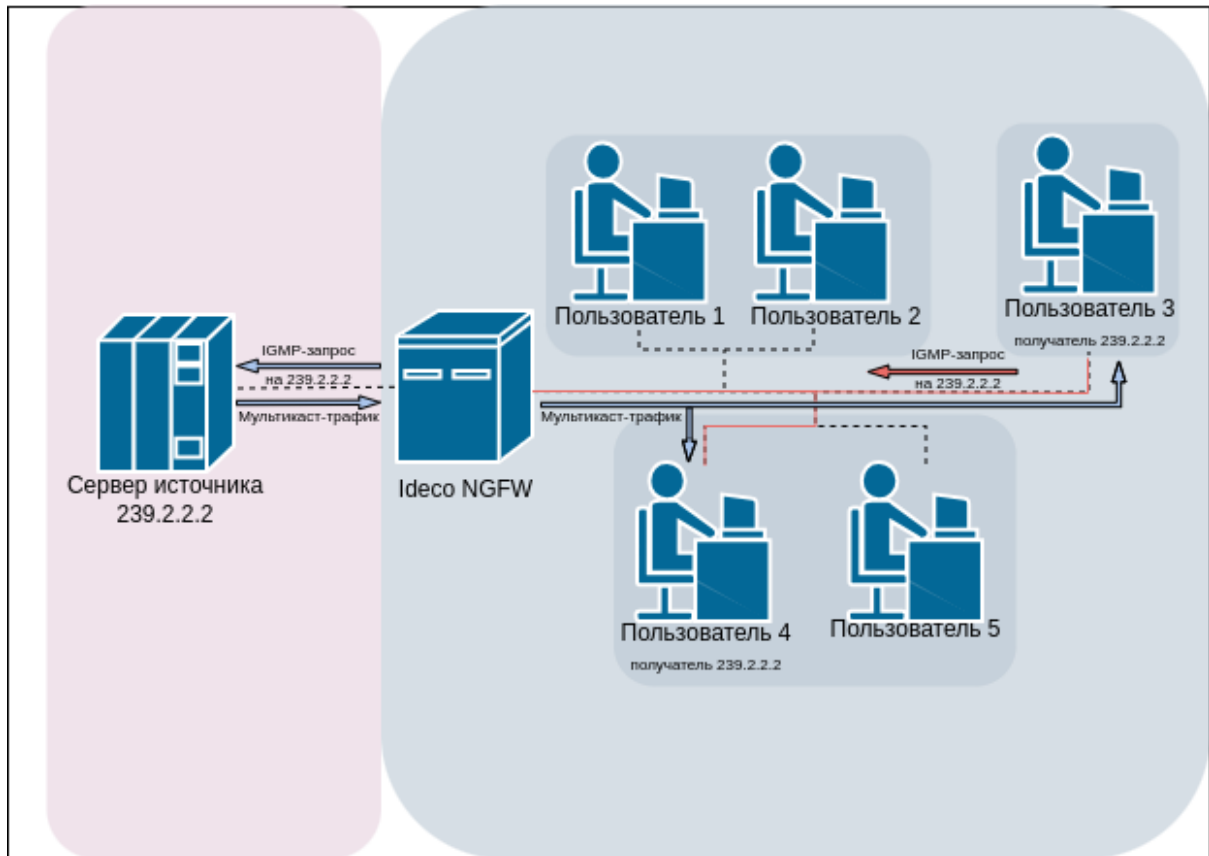 Пользователь 1
Пользователь 2
Пользователь 3
получатель 239.2.2.2
IGMP-запрос
на 239.2.2.2
Мультикаст-трафик
IGMP-запрос
на 239.2.2.2
Мультикаст-трафик
Сервер источника
239.2.2.2
Ideco NGFW
Пользователь 4
получатель 239.2.2.2
Пользователь 5